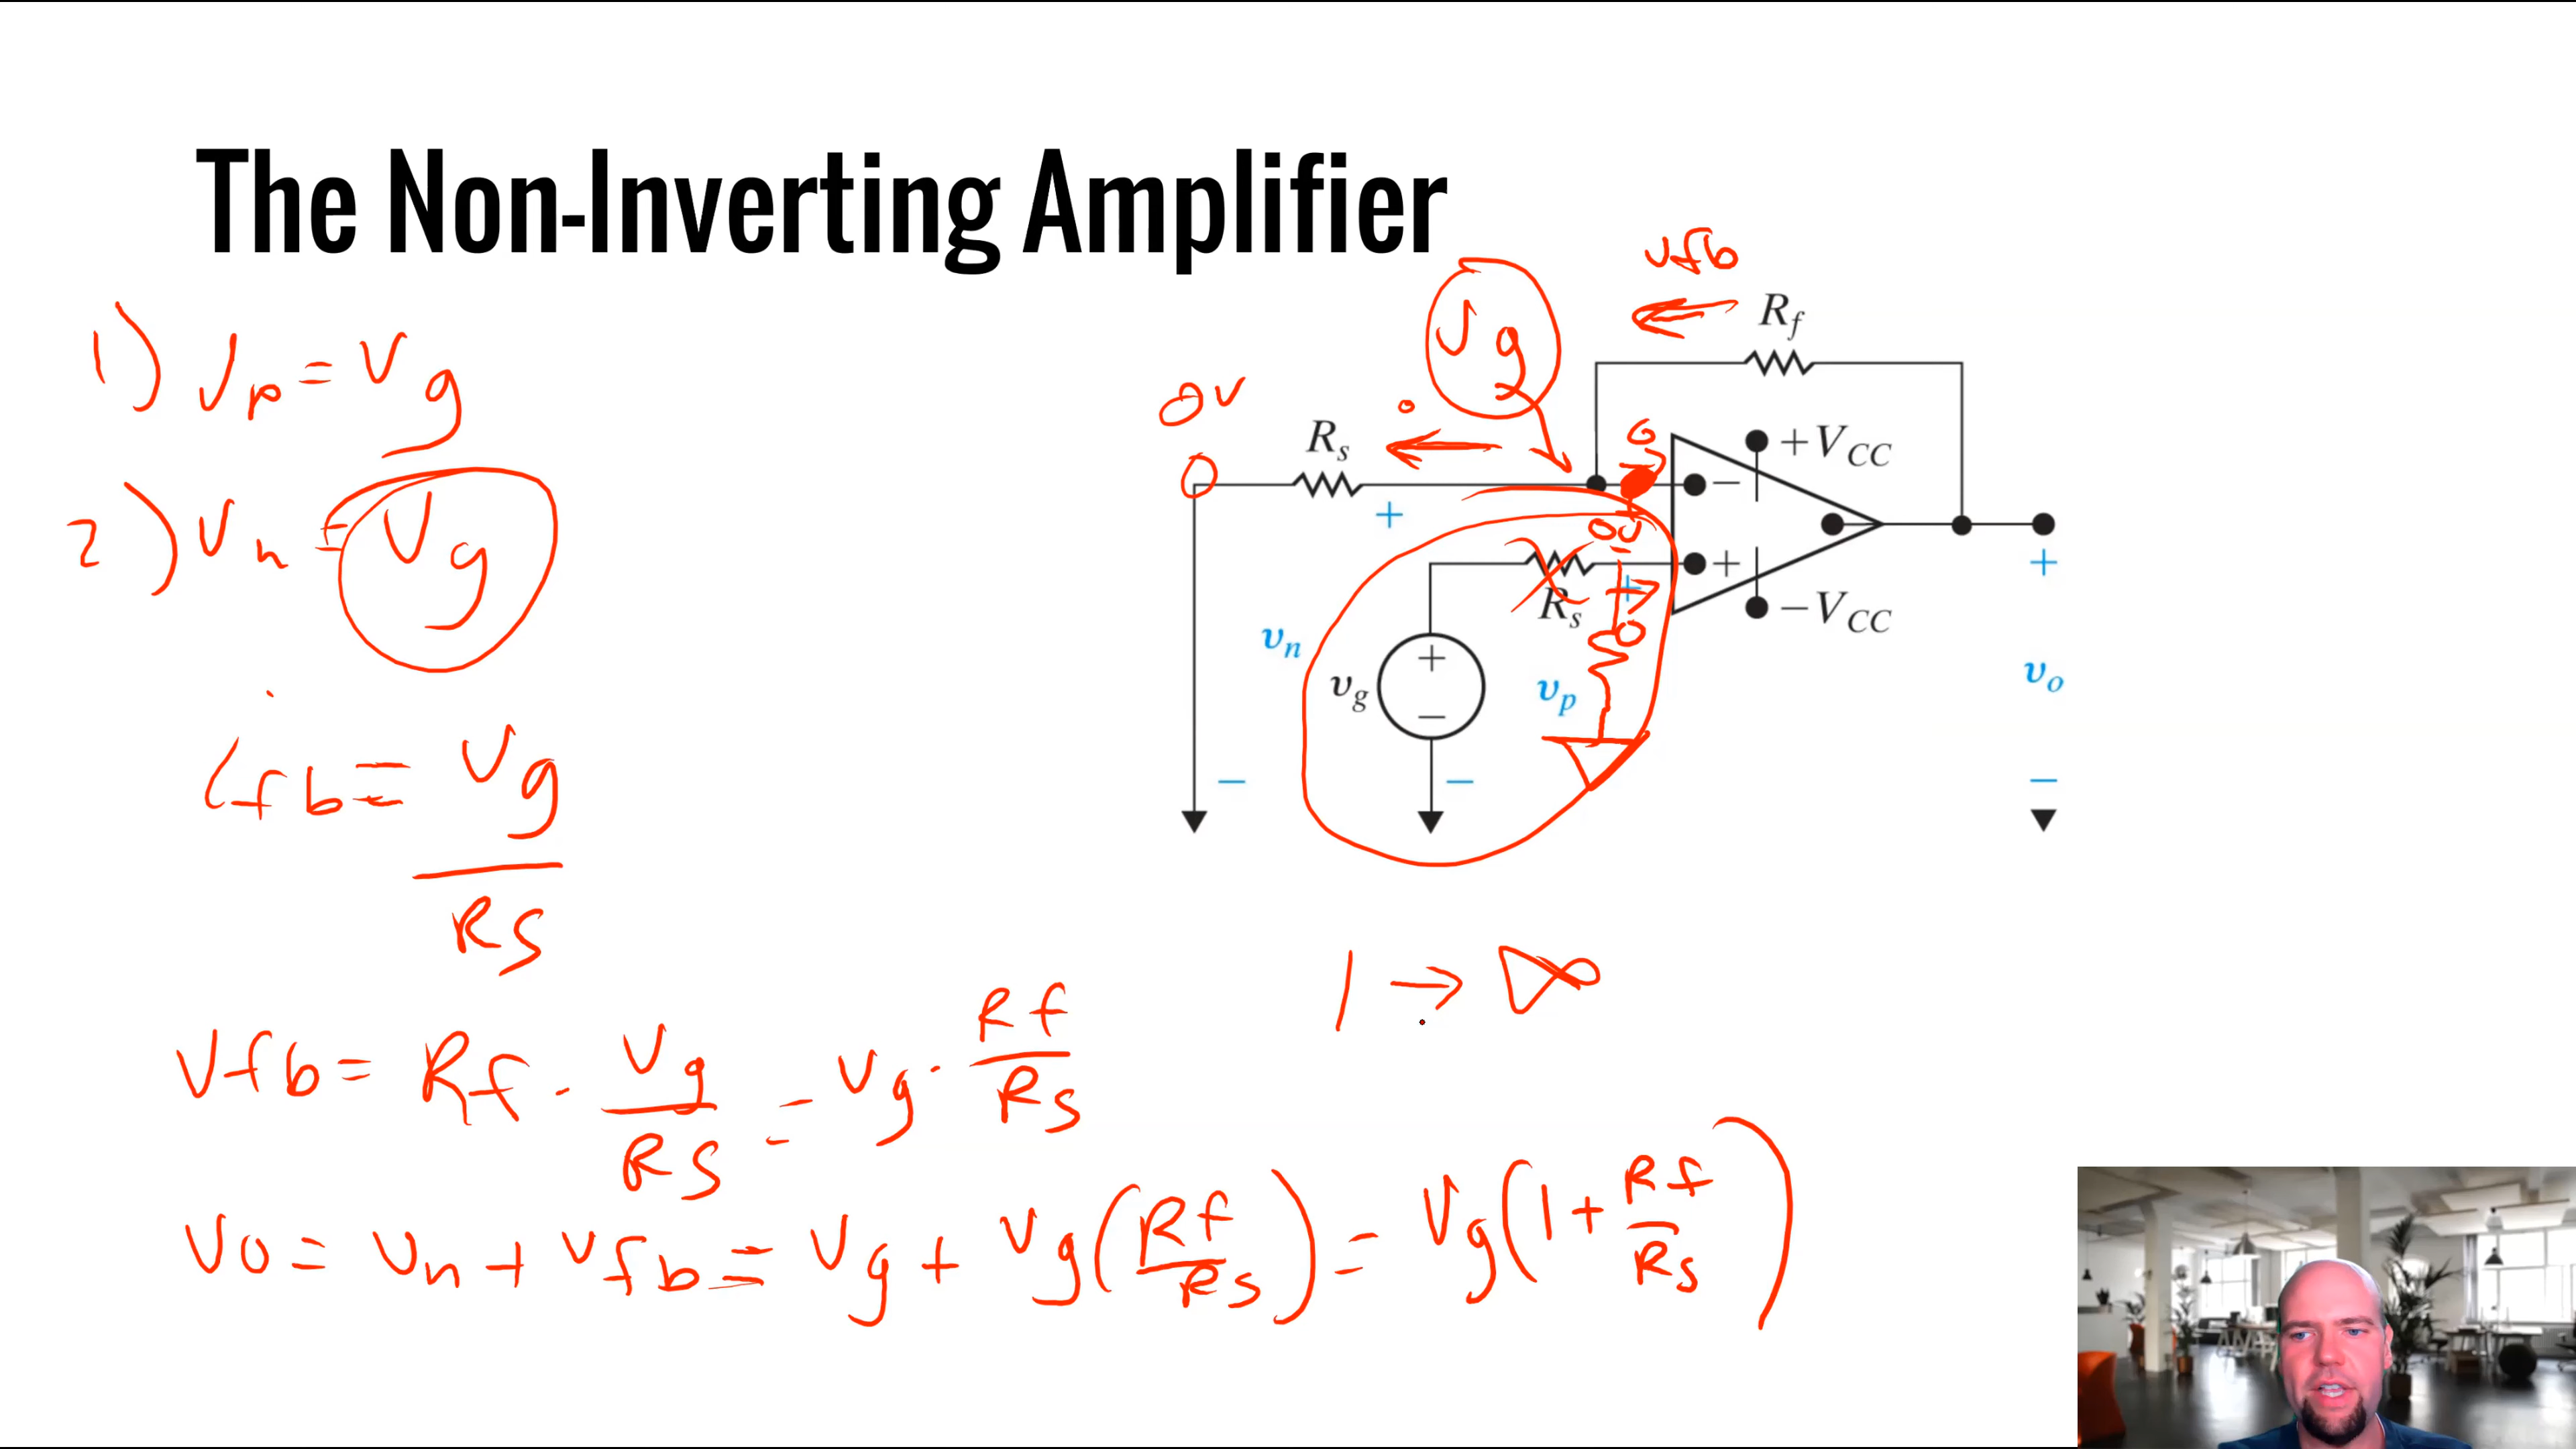 The Non-Inverting Amplifier
1) Vp = Vg
2) Vn = Vg
ifb = Vg / Rs
Vfb = Rf · Vg / Rs = Vg · Rf / Rs
Vo = Vn + Vfb = Vg + Vg (Rf / Rs) = Vg (1 + Rf / Rs)
vfb
Vg
Rf
0V
0
Rs
+VCC
−
+
+
+
Rs
−VCC
+
vn
+
vg
−
vp
vo
−
−
−
1 → ∞